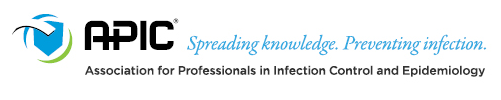 APIC® Spreading knowledge. Preventing infection.
Association for Professionals in Infection Control and Epidemiology